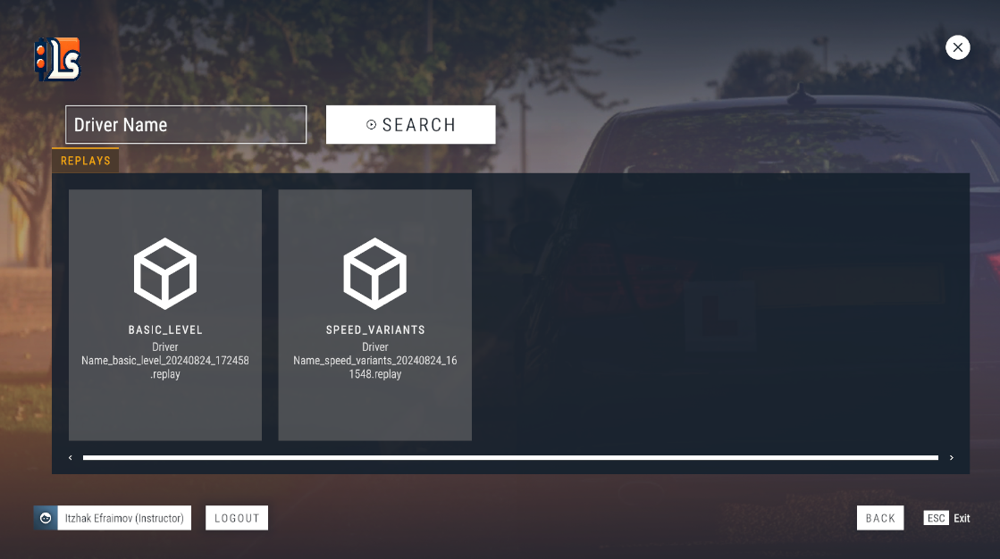 Ls
Driver Name
SEARCH
REPLAYS
BASIC_LEVEL
Driver
Name_basic_level_20240824_172458
.replay
SPEED_VARIANTS
Driver
Name_speed_variants_20240824_16
1548.replay
Itzhak Efraimov (Instructor)
LOGOUT
BACK
ESC Exit